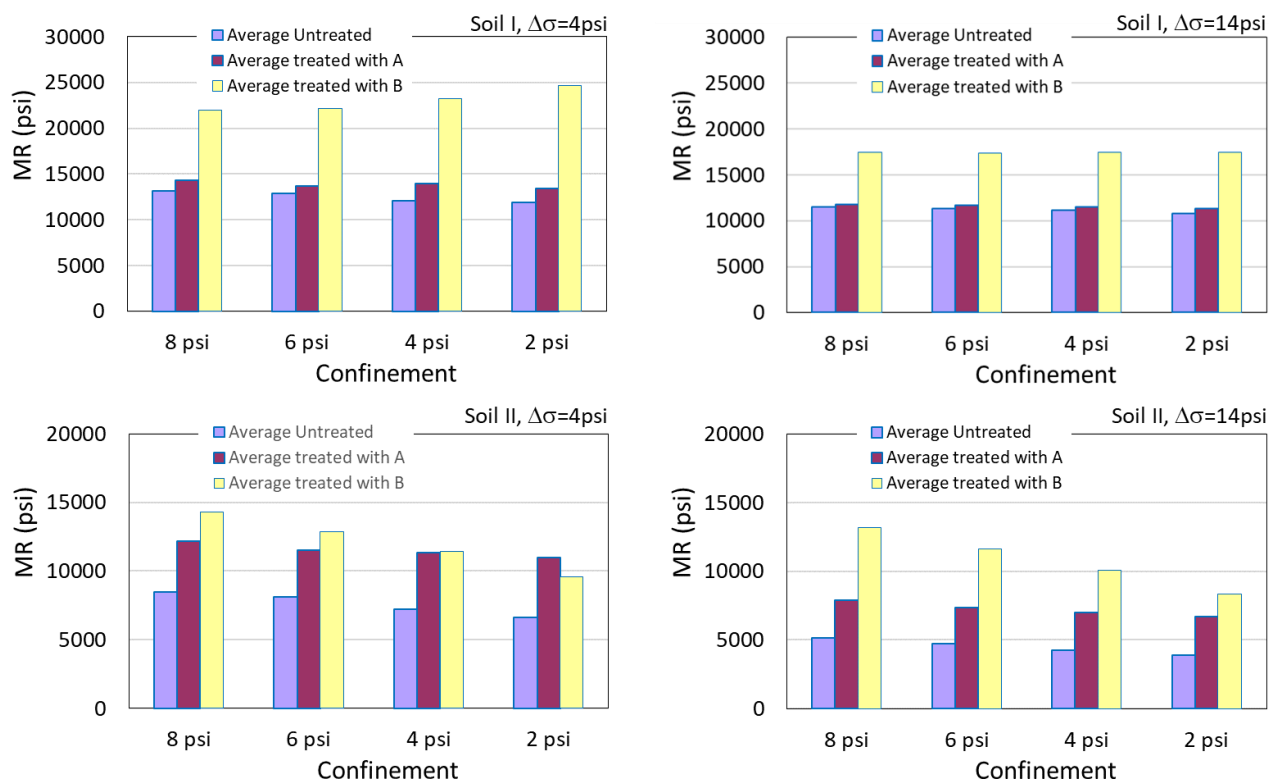 Soil I, Δσ=4psi
30000
25000
20000
15000
10000
5000
0
MR (psi)
Average Untreated
Average treated with A
Average treated with B
8 psi 6 psi 4 psi 2 psi
Confinement
Soil I, Δσ=14psi
30000
25000
20000
15000
10000
5000
0
MR (psi)
Average Untreated
Average treated with A
Average treated with B
8 psi 6 psi 4 psi 2 psi
Confinement
Soil II, Δσ=4psi
20000
15000
10000
5000
0
MR (psi)
Average Untreated
Average treated with A
Average treated with B
8 psi 6 psi 4 psi 2 psi
Confinement
Soil II, Δσ=14psi
20000
15000
10000
5000
0
MR (psi)
Average Untreated
Average treated with A
Average treated with B
8 psi 6 psi 4 psi 2 psi
Confinement